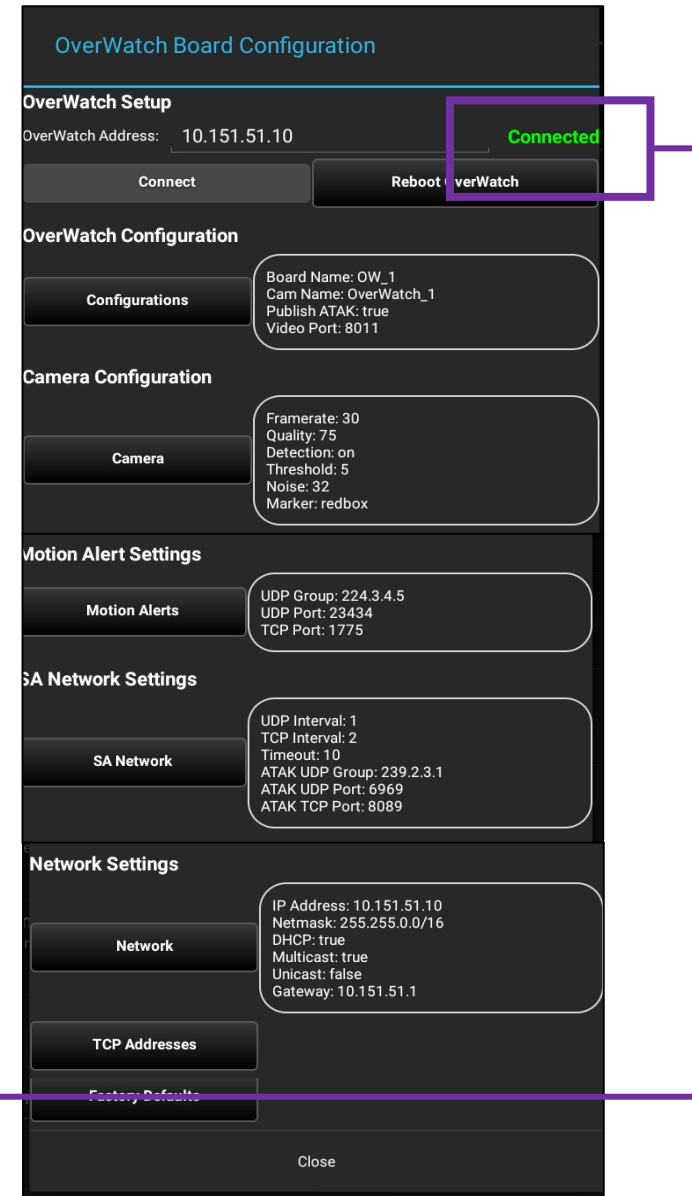 OverWatch Board Configuration
OverWatch Setup
OverWatch Address: 10.151.51.10 Connected
Connect Reboot OverWatch
OverWatch Configuration
Configurations
Board Name: OW_1
Cam Name: OverWatch_1
Publish ATAK: true
Video Port: 8011
Camera Configuration
Camera
Framerate: 30
Quality: 75
Detection: on
Threshold: 5
Noise: 32
Marker: redbox
Motion Alert Settings
Motion Alerts
UDP Group: 224.3.4.5
UDP Port: 23434
TCP Port: 1775
SA Network Settings
SA Network
UDP Interval: 1
TCP Interval: 2
Timeout: 10
ATAK UDP Group: 239.2.3.1
ATAK UDP Port: 6969
ATAK TCP Port: 8089
Network Settings
Network
IP Address: 10.151.51.10
Netmask: 255.255.0.0/16
DHCP: true
Multicast: true
Unicast: false
Gateway: 10.151.51.1
TCP Addresses
Factory Defaults
Close